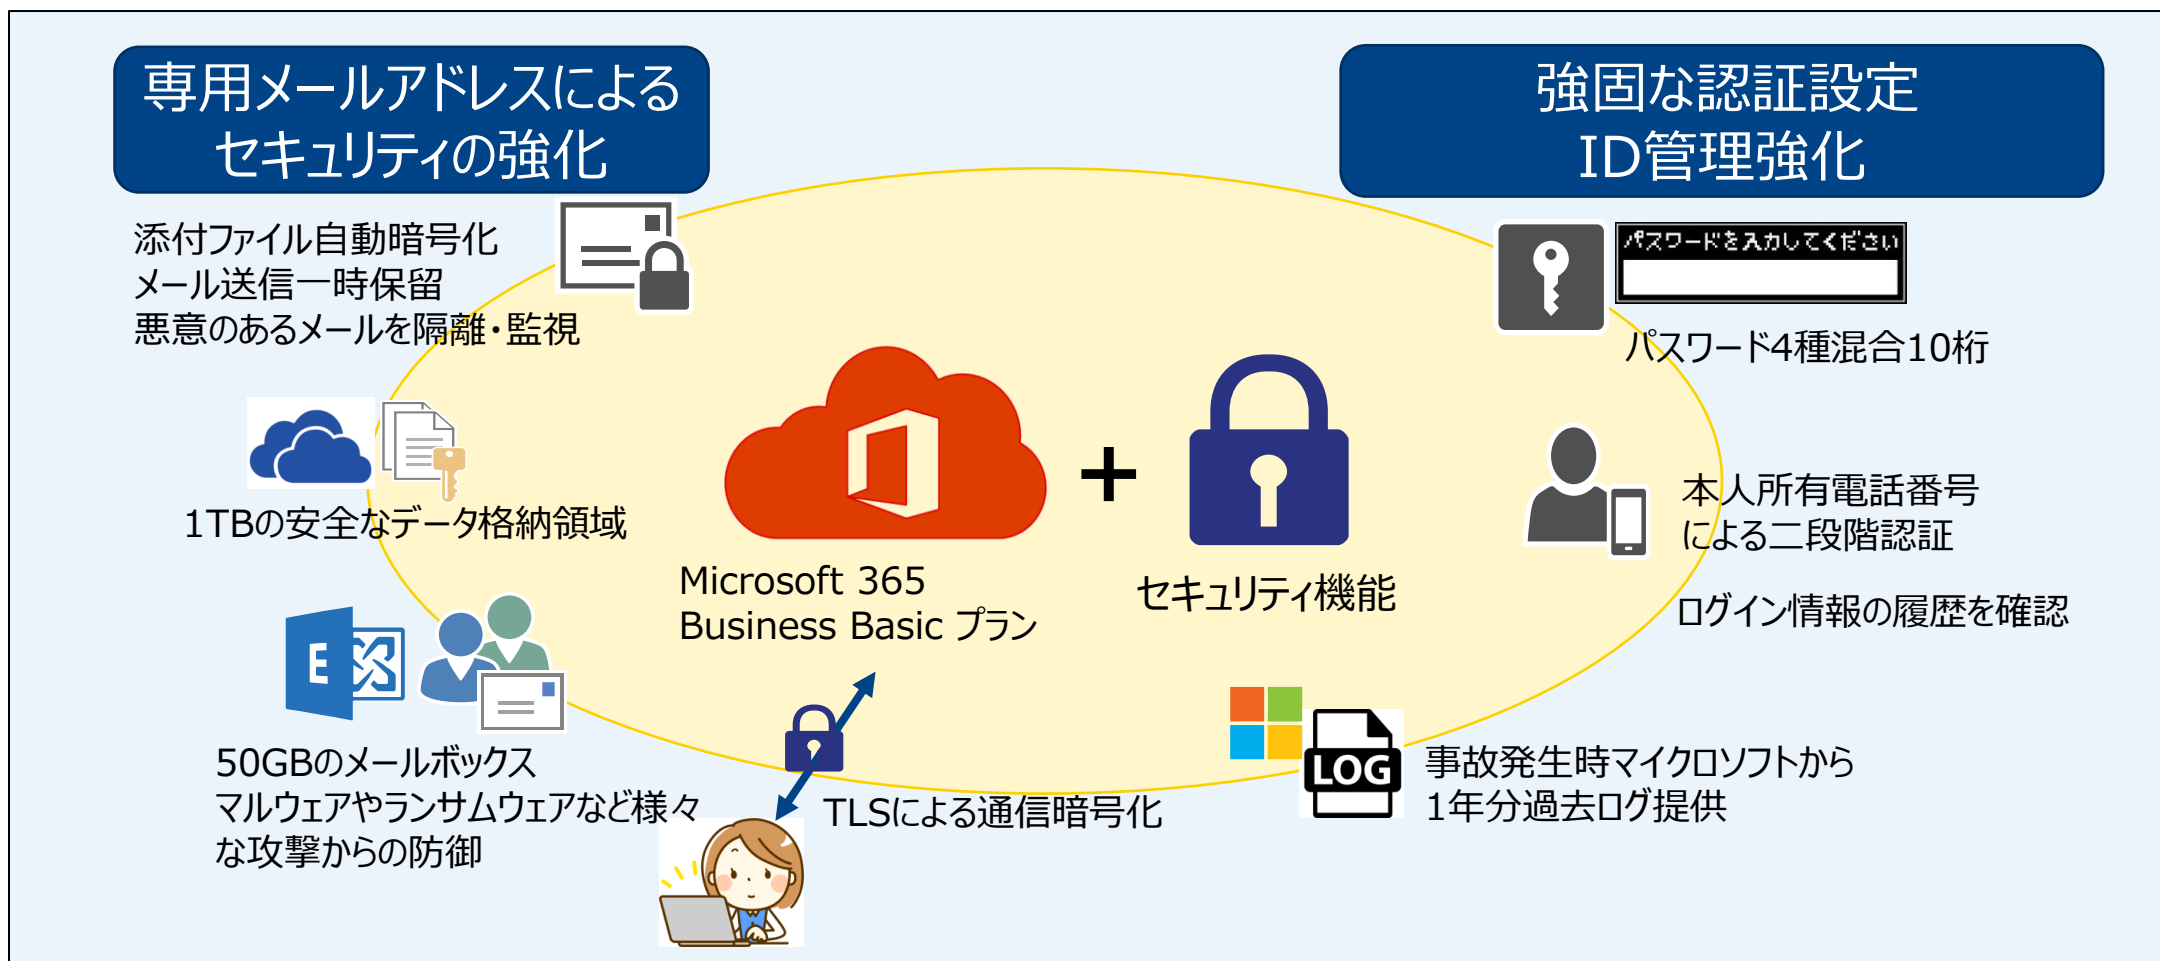 専用メールアドレスによる
セキュリティの強化
強固な認証設定
ID管理強化
添付ファイル自動暗号化
メール送信一時保留
悪意のあるメールを隔離・監視
パスワードを入力してください
パスワード4種混合10桁
1TBの安全なデータ格納領域
本人所有電話番号
による二段階認証
ログイン情報の履歴を確認
+
Microsoft 365
Business Basic プラン
セキュリティ機能
E
50GBのメールボックス
マルウェアやランサムウェアなど様々
な攻撃からの防御
TLSによる通信暗号化
LOG
事故発生時マイクロソフトから
1年分過去ログ提供